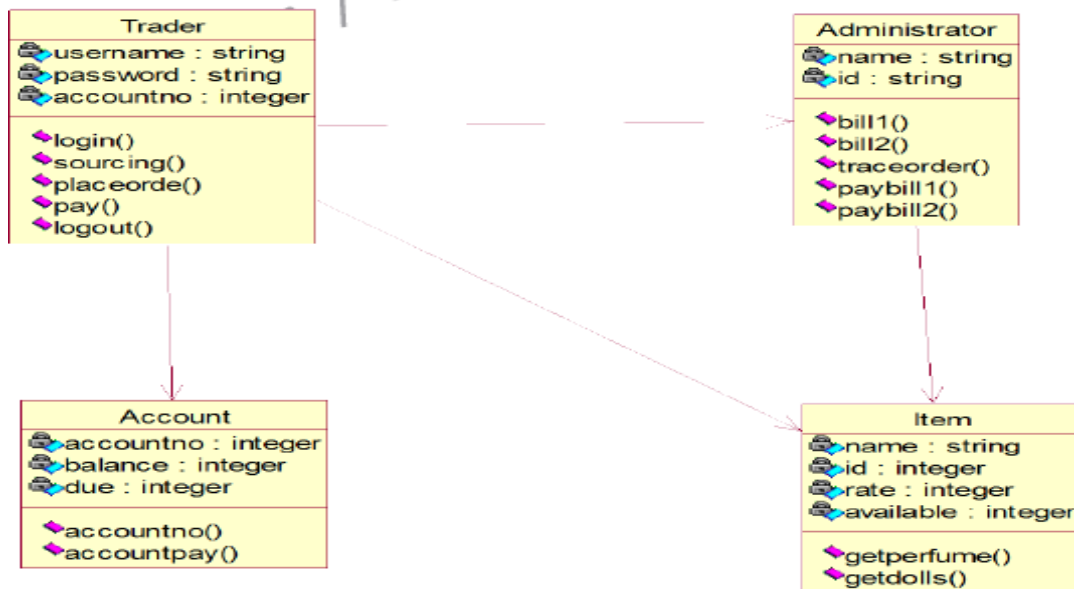 Trader
username : string
password : string
accountno : integer
login()
sourcing()
placeorde()
pay()
logout()
Administrator
name : string
id : string
bill1()
bill2()
traceorder()
paybill1()
paybill2()
Account
accountno : integer
balance : integer
due : integer
accountno()
accountpay()
Item
name : string
id : integer
rate : integer
available : integer
getperfume()
getdolls()